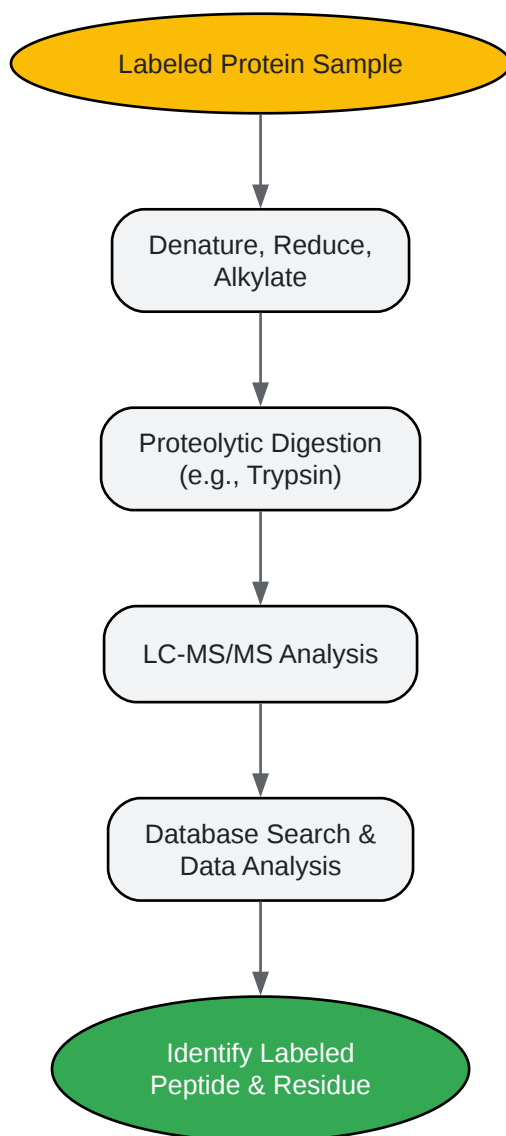 Labeled Protein Sample
Denature, Reduce,
Alkylate
Proteolytic Digestion
(e.g., Trypsin)
LC-MS/MS Analysis
Database Search &
Data Analysis
Identify Labeled
Peptide & Residue